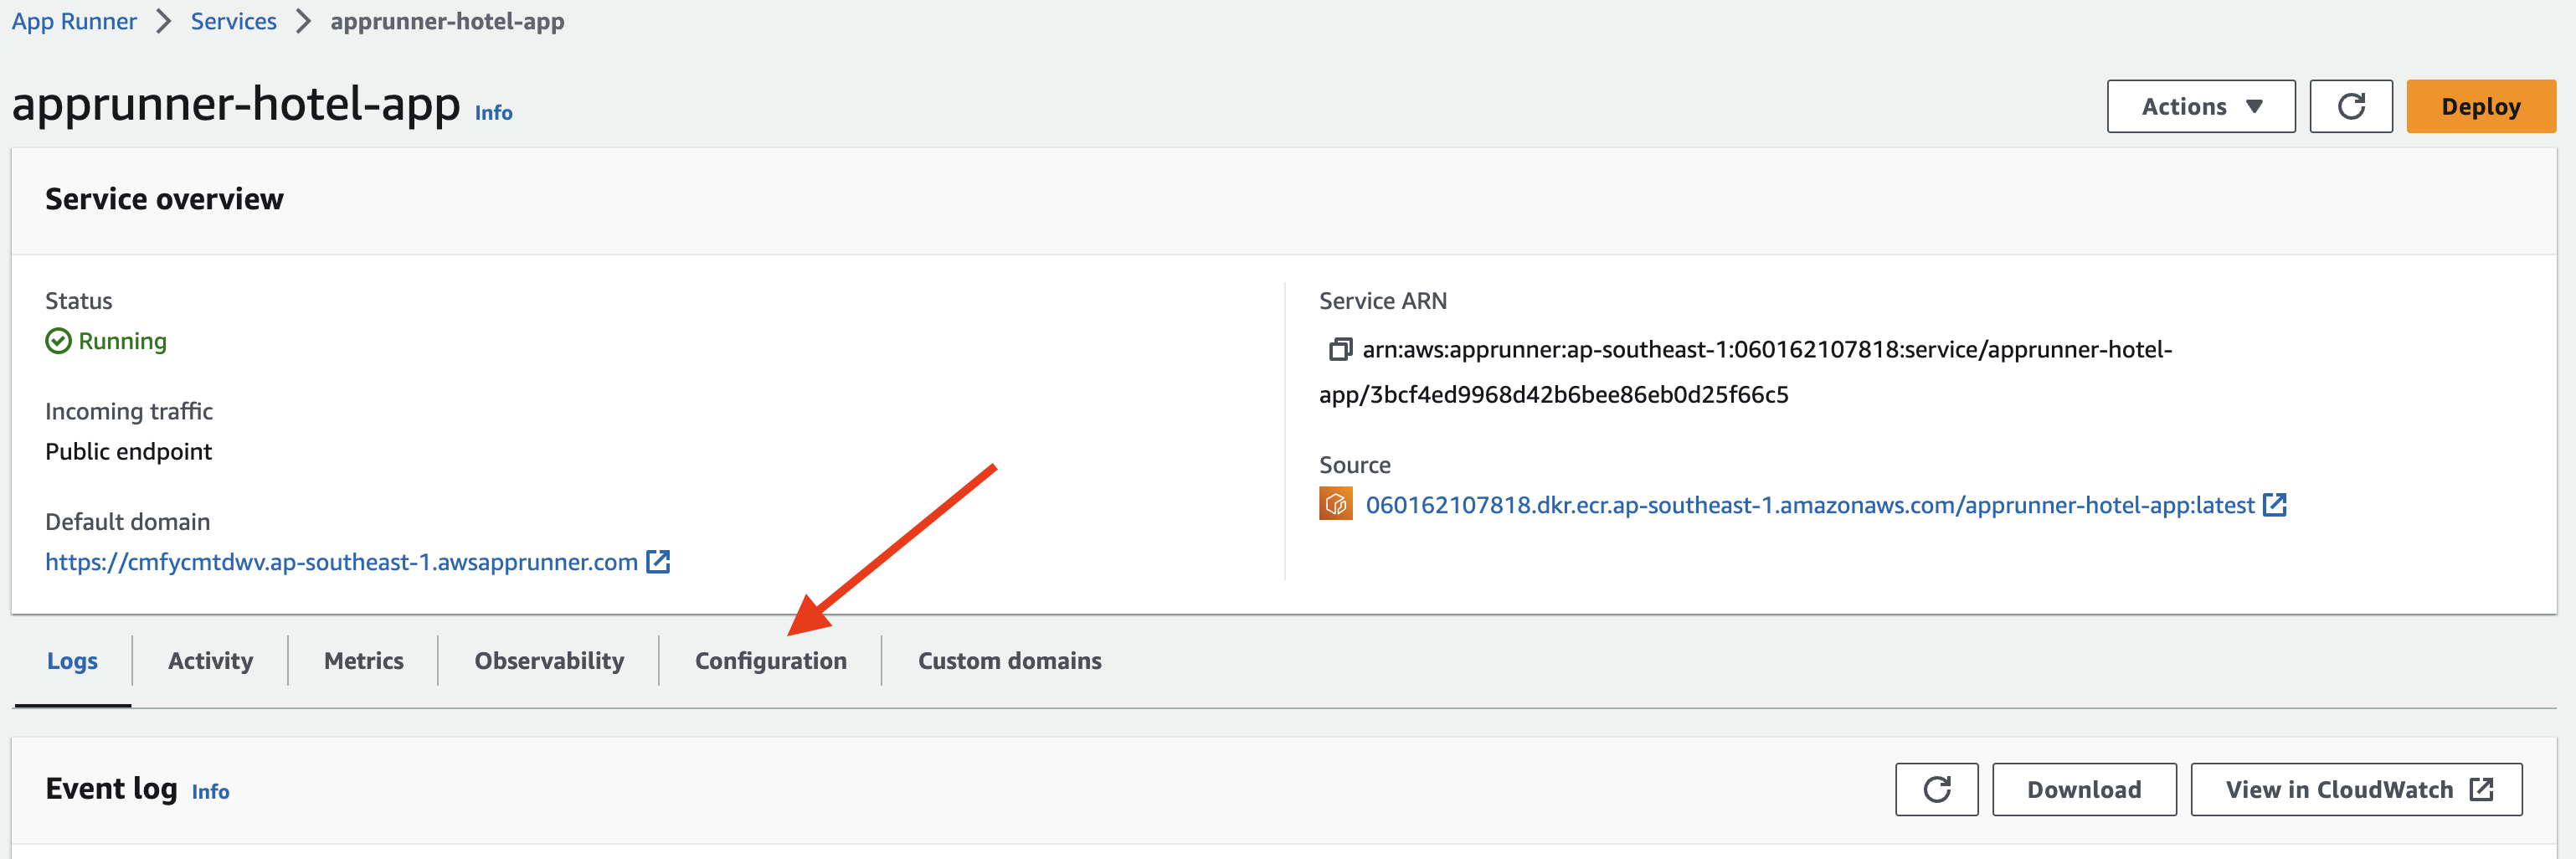 App Runner > Services > apprunner-hotel-app
apprunner-hotel-app Info
Actions
Deploy
Service overview
Status
Running
Incoming traffic
Public endpoint
Default domain
https://cmfycmtdwv.ap-southeast-1.awsapprunner.com
Service ARN
arn:aws:apprunner:ap-southeast-1:060162107818:service/apprunner-hotel-
app/3bcf4ed9968d42b6bee86eb0d25f66c5
Source
060162107818.dkr.ecr.ap-southeast-1.amazonaws.com/apprunner-hotel-app:latest
Logs Activity Metrics Observability Configuration Custom domains
Event log Info
Download
View in CloudWatch